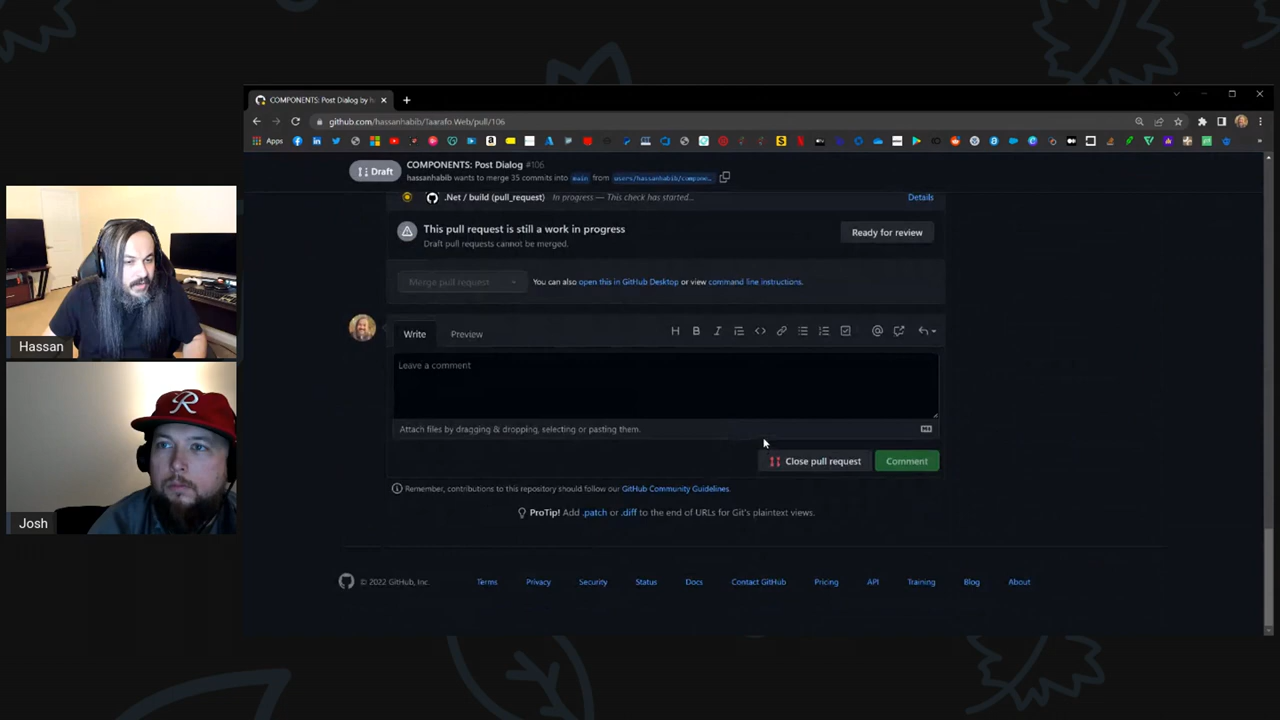 COMPONENTS: Post Dialog by h
github.com/hassanhabib/Taarafo.Web/pull/106
Apps
Draft
COMPONENTS: Post Dialog #106
hassanhabib wants to merge 35 commits into main from users/hassanhabib/compone...
.Net / build (pull_request) In progress — This check has started...
Details
This pull request is still a work in progress
Draft pull requests cannot be merged.
Ready for review
Merge pull request
You can also open this in GitHub Desktop or view command line instructions.
Write
Preview
Leave a comment
Attach files by dragging & dropping, selecting or pasting them.
Close pull request
Comment
Remember, contributions to this repository should follow our GitHub Community Guidelines.
ProTip! Add .patch or .diff to the end of URLs for Git's plaintext views.
© 2022 GitHub, Inc.
Terms
Privacy
Security
Status
Docs
Contact GitHub
Pricing
API
Training
Blog
About
Hassan
R
Josh